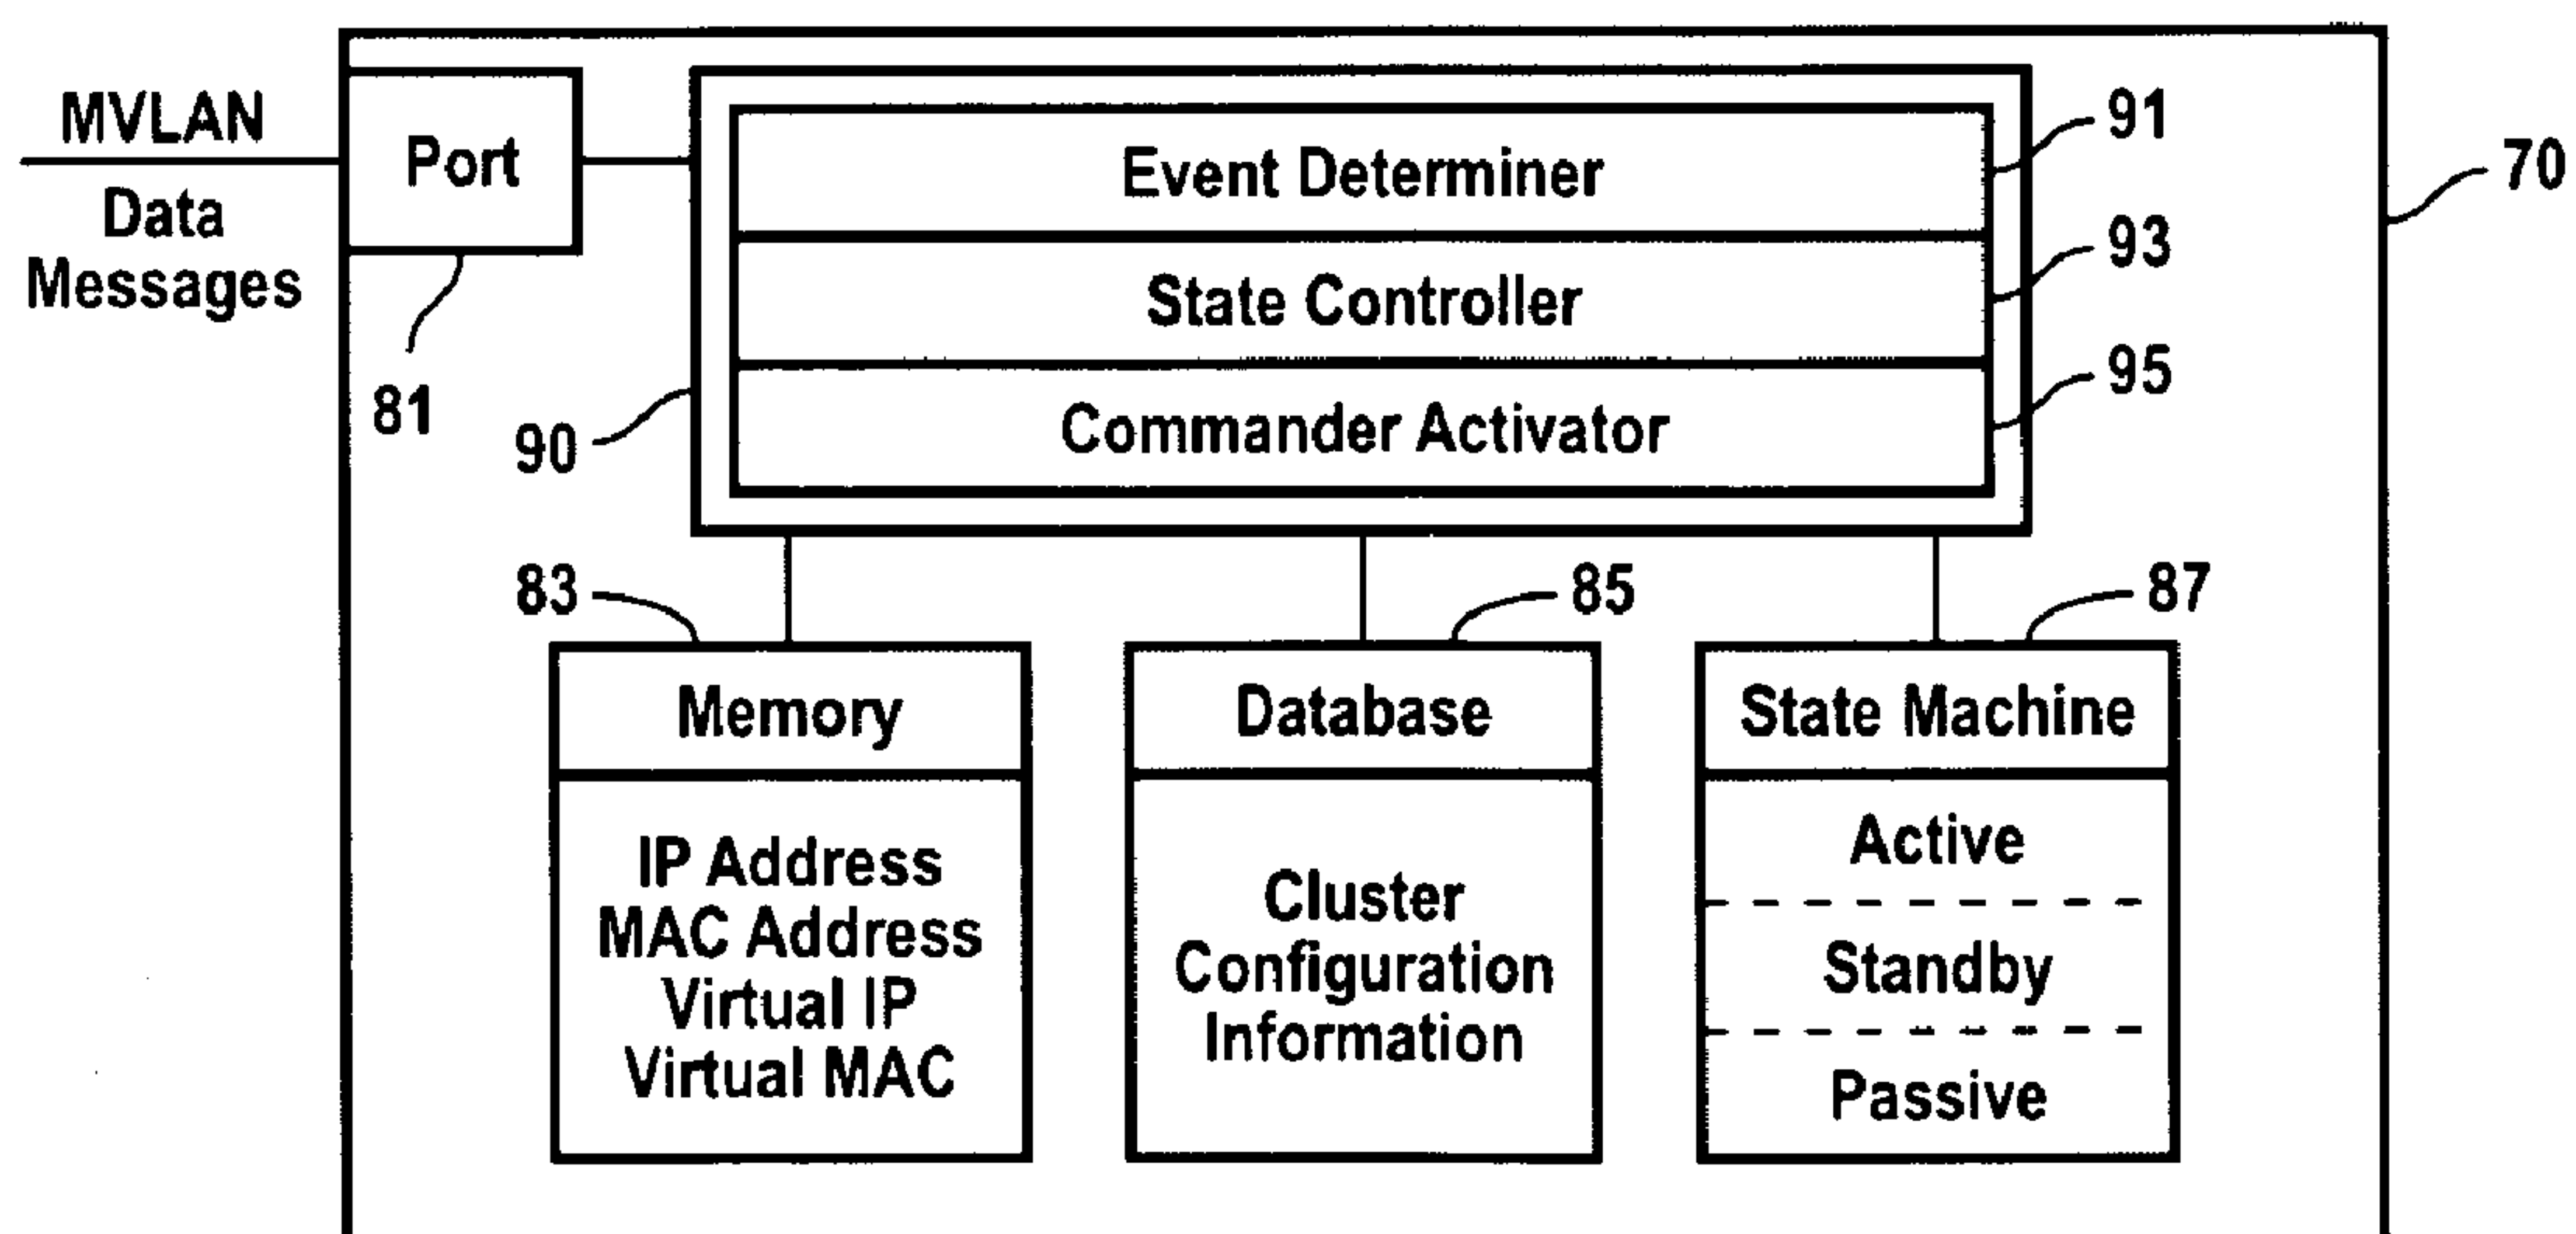 MVLAN
Data
Messages
Port
81
Event Determiner
State Controller
Commander Activator
91
93
95
70
90
83
Memory
IP Address
MAC Address
Virtual IP
Virtual MAC
85
Database
Cluster
Configuration
Information
87
State Machine
Active
Standby
Passive